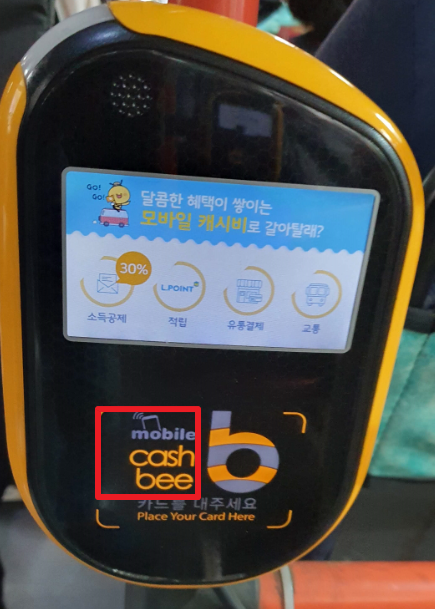 GO!
GO!
달콤한 혜택이 쌓이는
모바일 캐시비로 갈아탈래?
30%
L.POINT
소득공제 적립 유통결제 교통
mobile
cash
bee
b
카드를 대주세요
Place Your Card Here